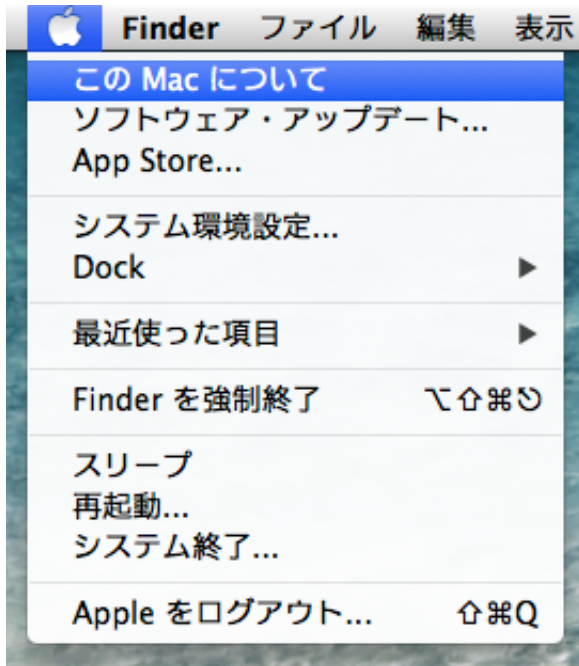 Finder ファイル 編集 表示
この Mac について
ソフトウェア・アップデート...
App Store...
システム環境設定...
Dock ▶
最近使った項目 ▶
Finder を強制終了 ⌥⇧⌘⎋
スリープ
再起動...
システム終了...
Apple をログアウト... ⇧⌘Q